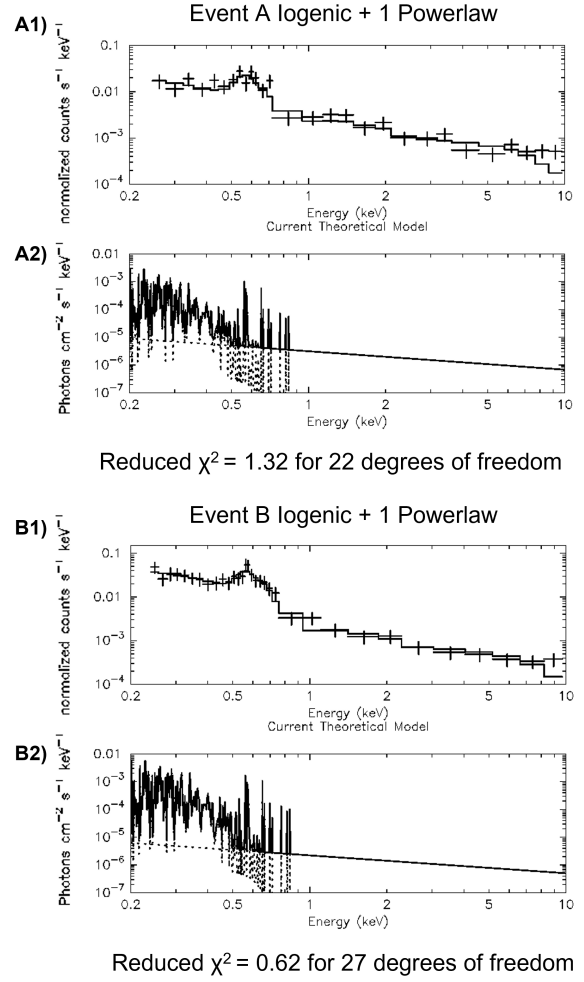 Event A Iogenic + 1 Powerlaw
A1)
normalized counts s⁻¹ keV⁻¹
0.1
0.01
10⁻³
10⁻⁴
0.2 0.5 1 2 5 10
Energy (keV)
Current Theoretical Model
A2)
Photons cm⁻² s⁻¹ keV⁻¹
0.01
10⁻³
10⁻⁴
10⁻⁵
10⁻⁶
10⁻⁷
0.2 0.5 1 2 5 10
Energy (keV)
Reduced χ² = 1.32 for 22 degrees of freedom
Event B Iogenic + 1 Powerlaw
B1)
normalized counts s⁻¹ keV⁻¹
0.1
0.01
10⁻³
10⁻⁴
0.2 0.5 1 2 5 10
Energy (keV)
Current Theoretical Model
B2)
Photons cm⁻² s⁻¹ keV⁻¹
0.01
10⁻³
10⁻⁴
10⁻⁵
10⁻⁶
10⁻⁷
0.2 0.5 1 2 5 10
Energy (keV)
Reduced χ² = 0.62 for 27 degrees of freedom